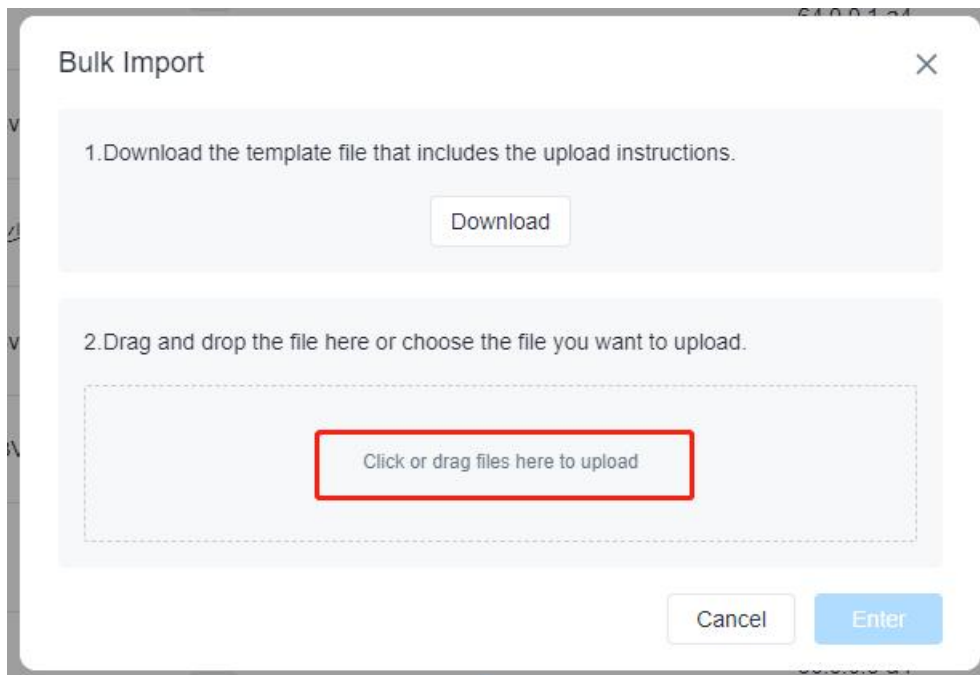 Bulk Import
1.Download the template file that includes the upload instructions.
Download
2.Drag and drop the file here or choose the file you want to upload.
Click or drag files here to upload
Cancel
Enter